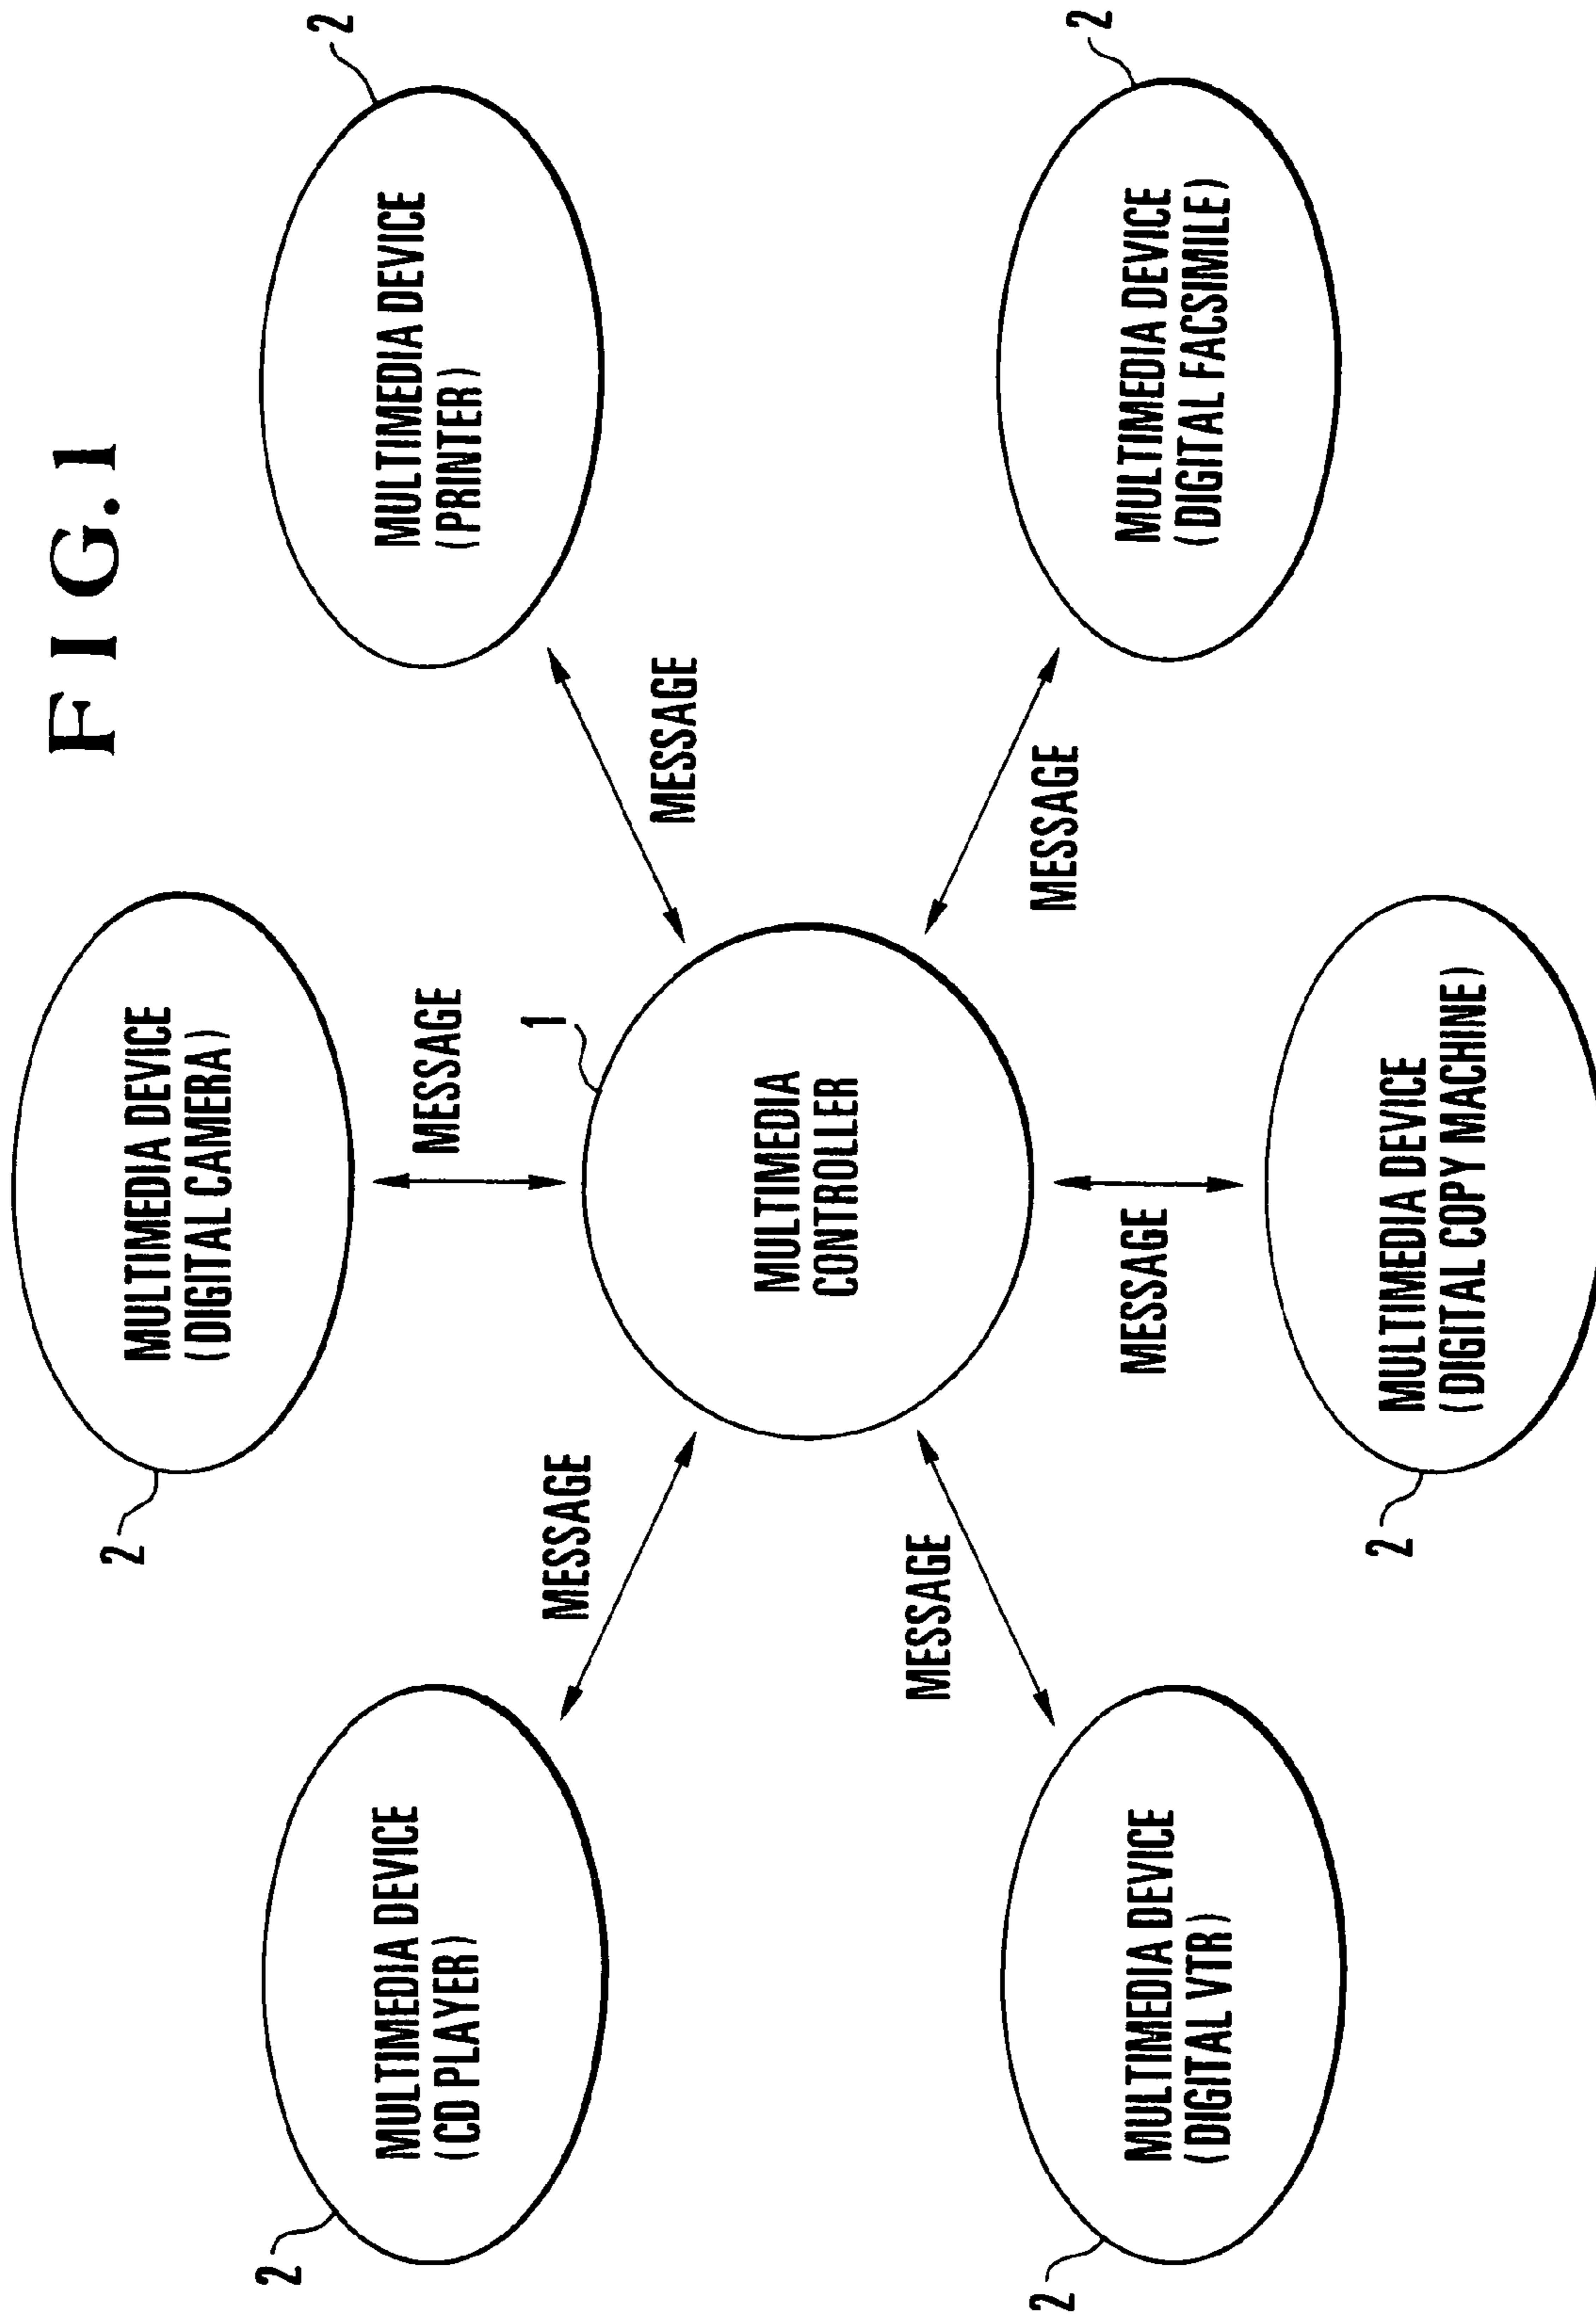 FIG. 1
2
MULTIMEDIA DEVICE
(DIGITAL CAMERA)
2
MULTIMEDIA DEVICE
(CD PLAYER)
2
MULTIMEDIA DEVICE
(PRINTER)
MESSAGE
MESSAGE
MESSAGE
1
MULTIMEDIA
CONTROLLER
MESSAGE
MESSAGE
MESSAGE
2
MULTIMEDIA DEVICE
(DIGITAL VTR)
2
MULTIMEDIA DEVICE
(DIGITAL FACSIMILE)
2
MULTIMEDIA DEVICE
(DIGITAL COPY MACHINE)